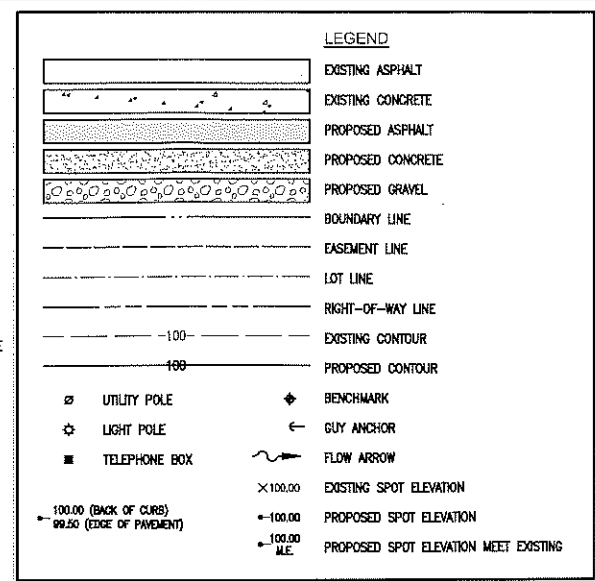 LEGEND
EXISTING ASPHALT
EXISTING CONCRETE
PROPOSED ASPHALT
PROPOSED CONCRETE
PROPOSED GRAVEL
BOUNDARY LINE
EASEMENT LINE
LOT LINE
RIGHT-OF-WAY LINE
100 EXISTING CONTOUR
100 PROPOSED CONTOUR
UTILITY POLE BENCHMARK
LIGHT POLE GUY ANCHOR
TELEPHONE BOX FLOW ARROW
×100.00 EXISTING SPOT ELEVATION
100.00 (BACK OF CURB)
99.50 (EDGE OF PAVEMENT)
100.00 PROPOSED SPOT ELEVATION
100.00
M.E. PROPOSED SPOT ELEVATION MEET EXISTING